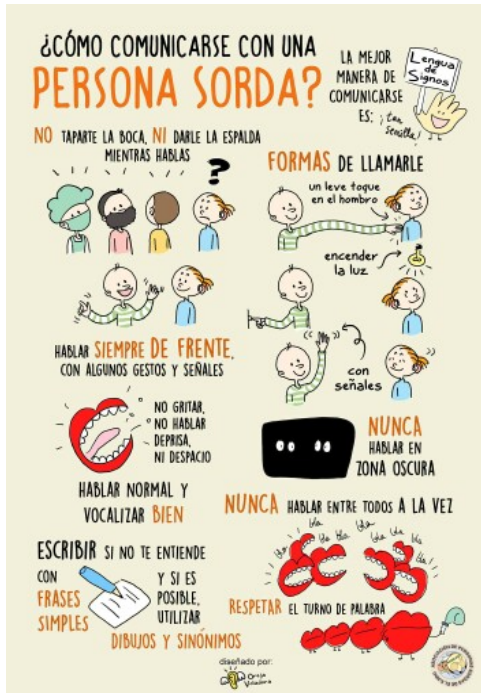 ¿CÓMO COMUNICARSE CON UNA
PERSONA SORDA?
LA MEJOR
MANERA DE
COMUNICARSE
ES: ¡tan
sencilla!
Lengua
de
Signos
NO TAPARTE LA BOCA, NI DARLE LA ESPALDA
MIENTRAS HABLAS
?
FORMAS DE LLAMARLE
un leve toque
en el hombro
encender
la luz
con
señales
HABLAR SIEMPRE DE FRENTE,
CON ALGUNOS GESTOS Y SEÑALES
NO GRITAR,
NO HABLAR
DEPRISA,
NI DESPACIO
HABLAR NORMAL Y
VOCALIZAR BIEN
NUNCA
HABLAR EN
ZONA OSCURA
NUNCA HABLAR ENTRE TODOS A LA VEZ
bla bla bla bla bla bla
RESPETAR EL TURNO DE PALABRA
ESCRIBIR SI NO TE ENTIENDE
CON
FRASES
SIMPLES
Y SI ES
POSIBLE,
UTILIZAR
DIBUJOS Y SINÓNIMOS
diseñado por:
Oreja
Voladora